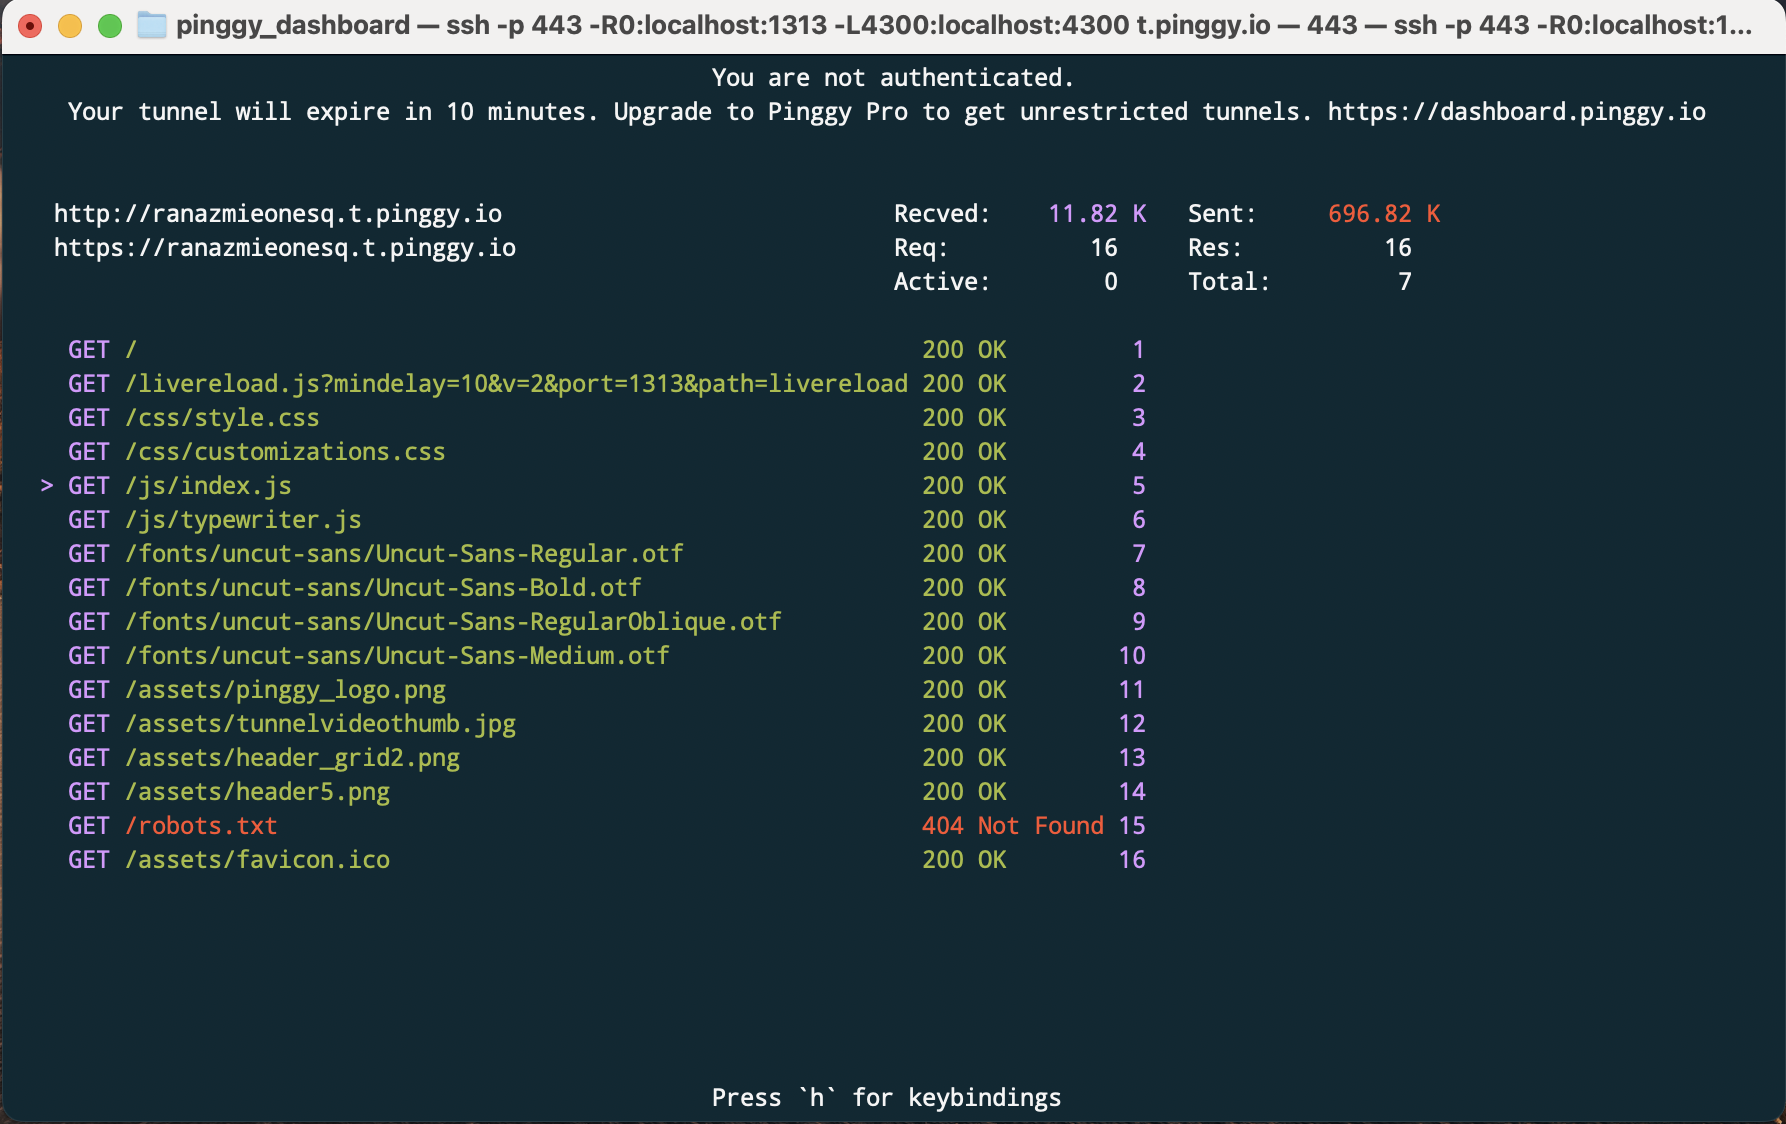 pinggy_dashboard — ssh -p 443 -R0:localhost:1313 -L4300:localhost:4300 t.pinggy.io — 443 — ssh -p 443 -R0:localhost:1...
You are not authenticated.
Your tunnel will expire in 10 minutes. Upgrade to Pinggy Pro to get unrestricted tunnels. https://dashboard.pinggy.io
http://ranazmieonesq.t.pinggy.io Recved: 11.82 K Sent: 696.82 K
https://ranazmieonesq.t.pinggy.io Req: 16 Res: 16
Active: 0 Total: 7
GET / 200 OK 1
GET /livereload.js?mindelay=10&v=2&port=1313&path=livereload 200 OK 2
GET /css/style.css 200 OK 3
GET /css/customizations.css 200 OK 4
> GET /js/index.js 200 OK 5
GET /js/typewriter.js 200 OK 6
GET /fonts/uncut-sans/Uncut-Sans-Regular.otf 200 OK 7
GET /fonts/uncut-sans/Uncut-Sans-Bold.otf 200 OK 8
GET /fonts/uncut-sans/Uncut-Sans-RegularOblique.otf 200 OK 9
GET /fonts/uncut-sans/Uncut-Sans-Medium.otf 200 OK 10
GET /assets/pinggy_logo.png 200 OK 11
GET /assets/tunnelvideothumb.jpg 200 OK 12
GET /assets/header_grid2.png 200 OK 13
GET /assets/header5.png 200 OK 14
GET /robots.txt 404 Not Found 15
GET /assets/favicon.ico 200 OK 16
Press `h` for keybindings